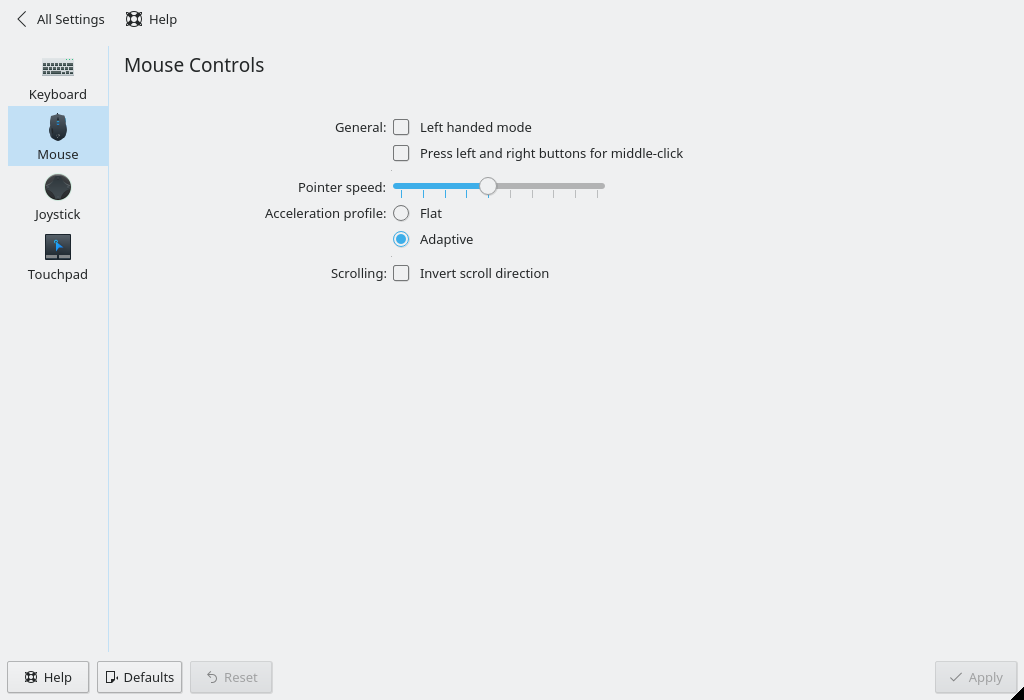 All Settings
Help
Keyboard
Mouse
Joystick
Touchpad
Mouse Controls
General:
Left handed mode
Press left and right buttons for middle-click
Pointer speed:
Acceleration profile:
Flat
Adaptive
Scrolling:
Invert scroll direction
Help
Defaults
Reset
Apply